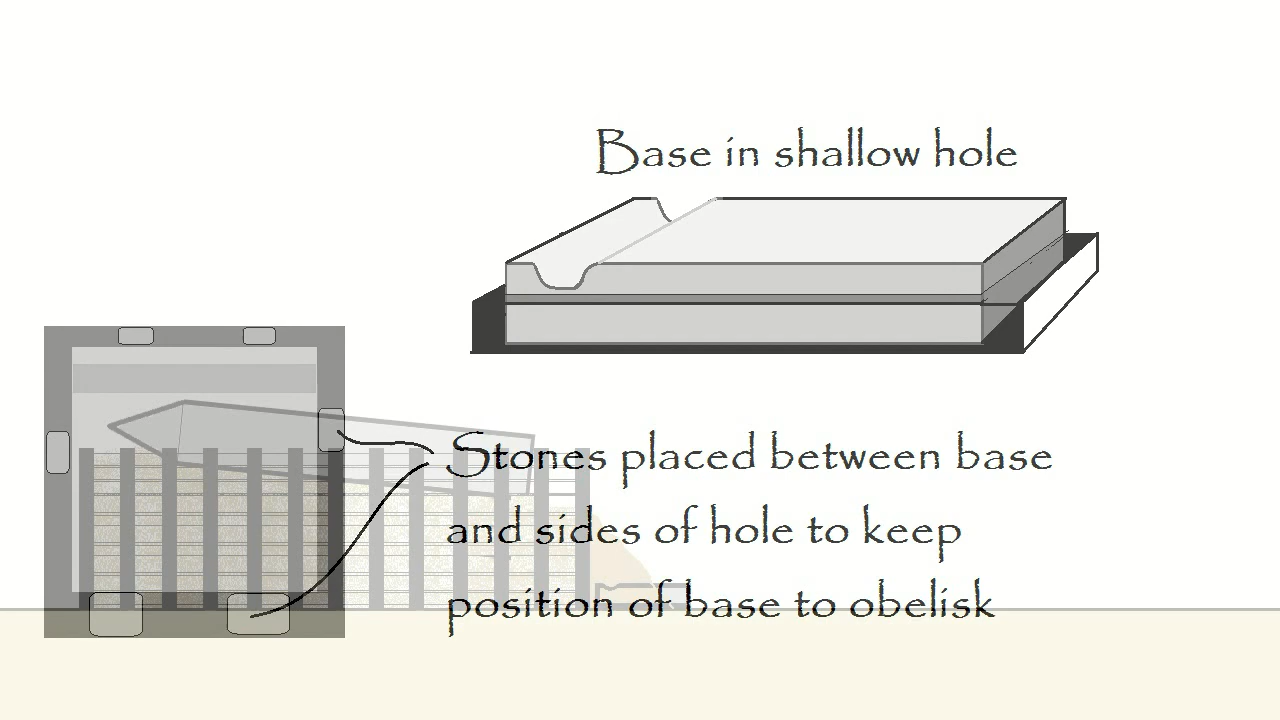 Base in shallow hole
Stones placed between base
and sides of hole to keep
position of base to obelisk